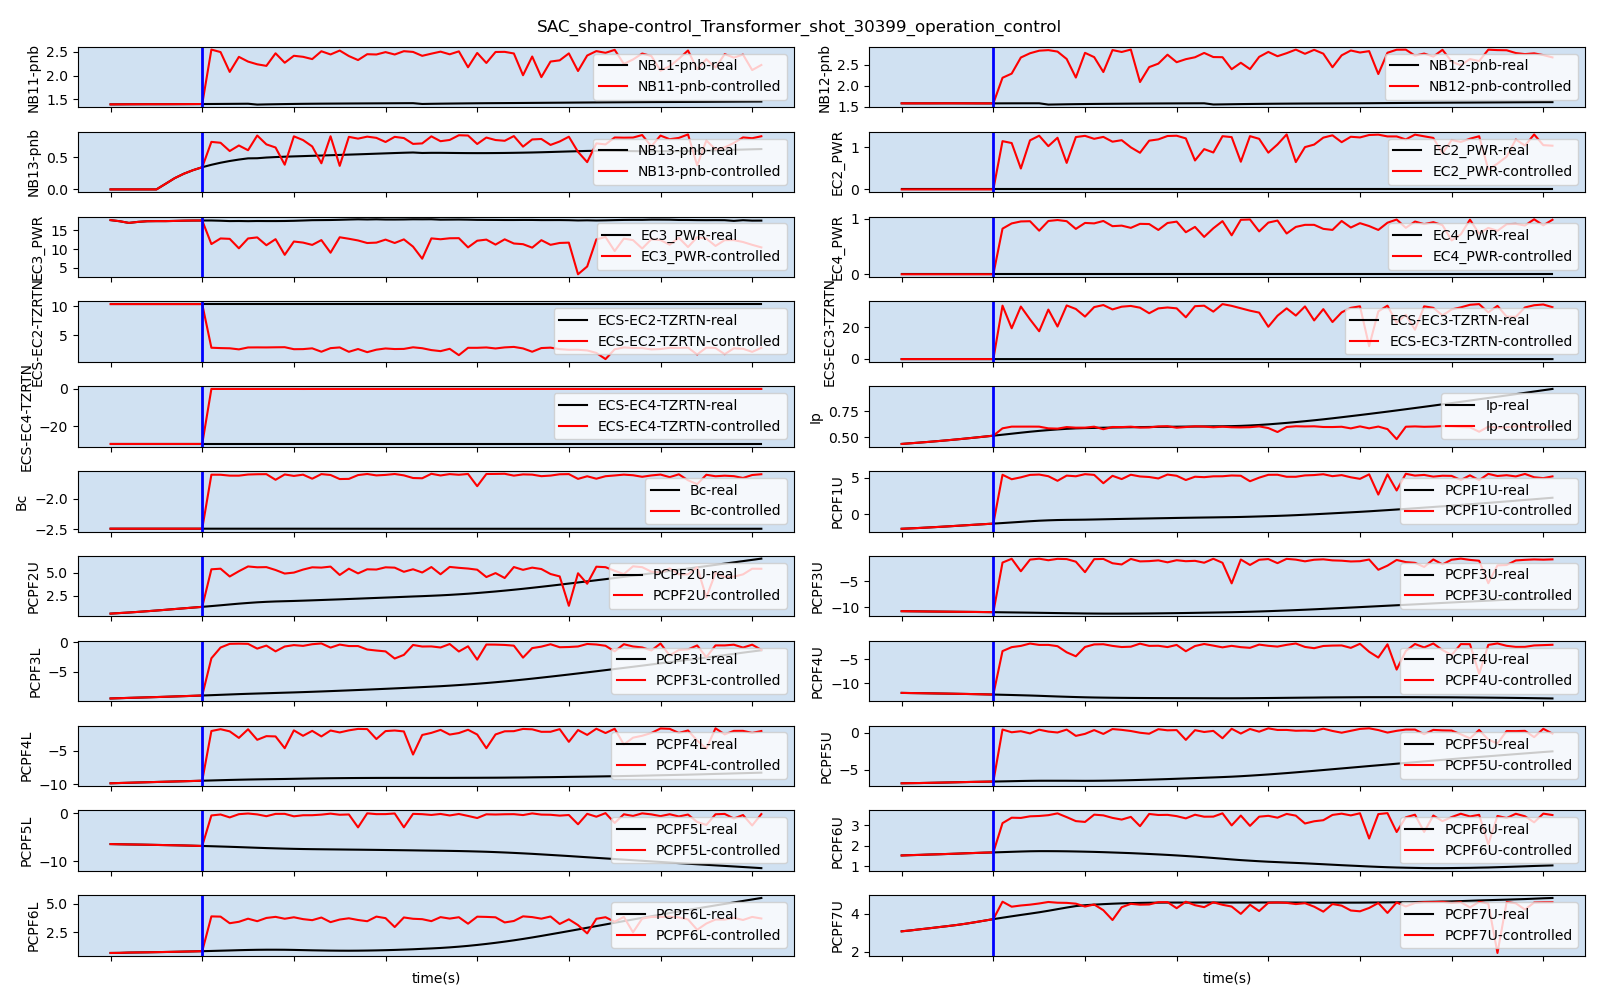 SAC_shape-control_Transformer_shot_30399_operation_control
NB11-pnb
2.5
2.0
1.5
NB11-pnb-real
NB11-pnb-controlled
NB12-pnb
2.5
2.0
1.5
NB12-pnb-real
NB12-pnb-controlled
NB13-pnb
0.5
0.0
NB13-pnb-real
NB13-pnb-controlled
EC2_PWR
1
0
EC2_PWR-real
EC2_PWR-controlled
EC3_PWR
15
10
5
EC3_PWR-real
EC3_PWR-controlled
EC4_PWR
1
0
EC4_PWR-real
EC4_PWR-controlled
ECS-EC2-TZRTN
10
5
ECS-EC2-TZRTN-real
ECS-EC2-TZRTN-controlled
ECS-EC3-TZRTN
20
0
ECS-EC3-TZRTN-real
ECS-EC3-TZRTN-controlled
ECS-EC4-TZRTN
0
−20
ECS-EC4-TZRTN-real
ECS-EC4-TZRTN-controlled
Ip
0.75
0.50
Ip-real
Ip-controlled
Bc
−2.0
−2.5
Bc-real
Bc-controlled
PCPF1U
5
0
PCPF1U-real
PCPF1U-controlled
PCPF2U
5.0
2.5
PCPF2U-real
PCPF2U-controlled
PCPF3U
−5
−10
PCPF3U-real
PCPF3U-controlled
PCPF3L
0
−5
PCPF3L-real
PCPF3L-controlled
PCPF4U
−5
−10
PCPF4U-real
PCPF4U-controlled
PCPF4L
−5
−10
PCPF4L-real
PCPF4L-controlled
PCPF5U
0
−5
PCPF5U-real
PCPF5U-controlled
PCPF5L
0
−10
PCPF5L-real
PCPF5L-controlled
PCPF6U
3
2
1
PCPF6U-real
PCPF6U-controlled
PCPF6L
5.0
2.5
PCPF6L-real
PCPF6L-controlled
PCPF7U
4
2
PCPF7U-real
PCPF7U-controlled
time(s)
time(s)